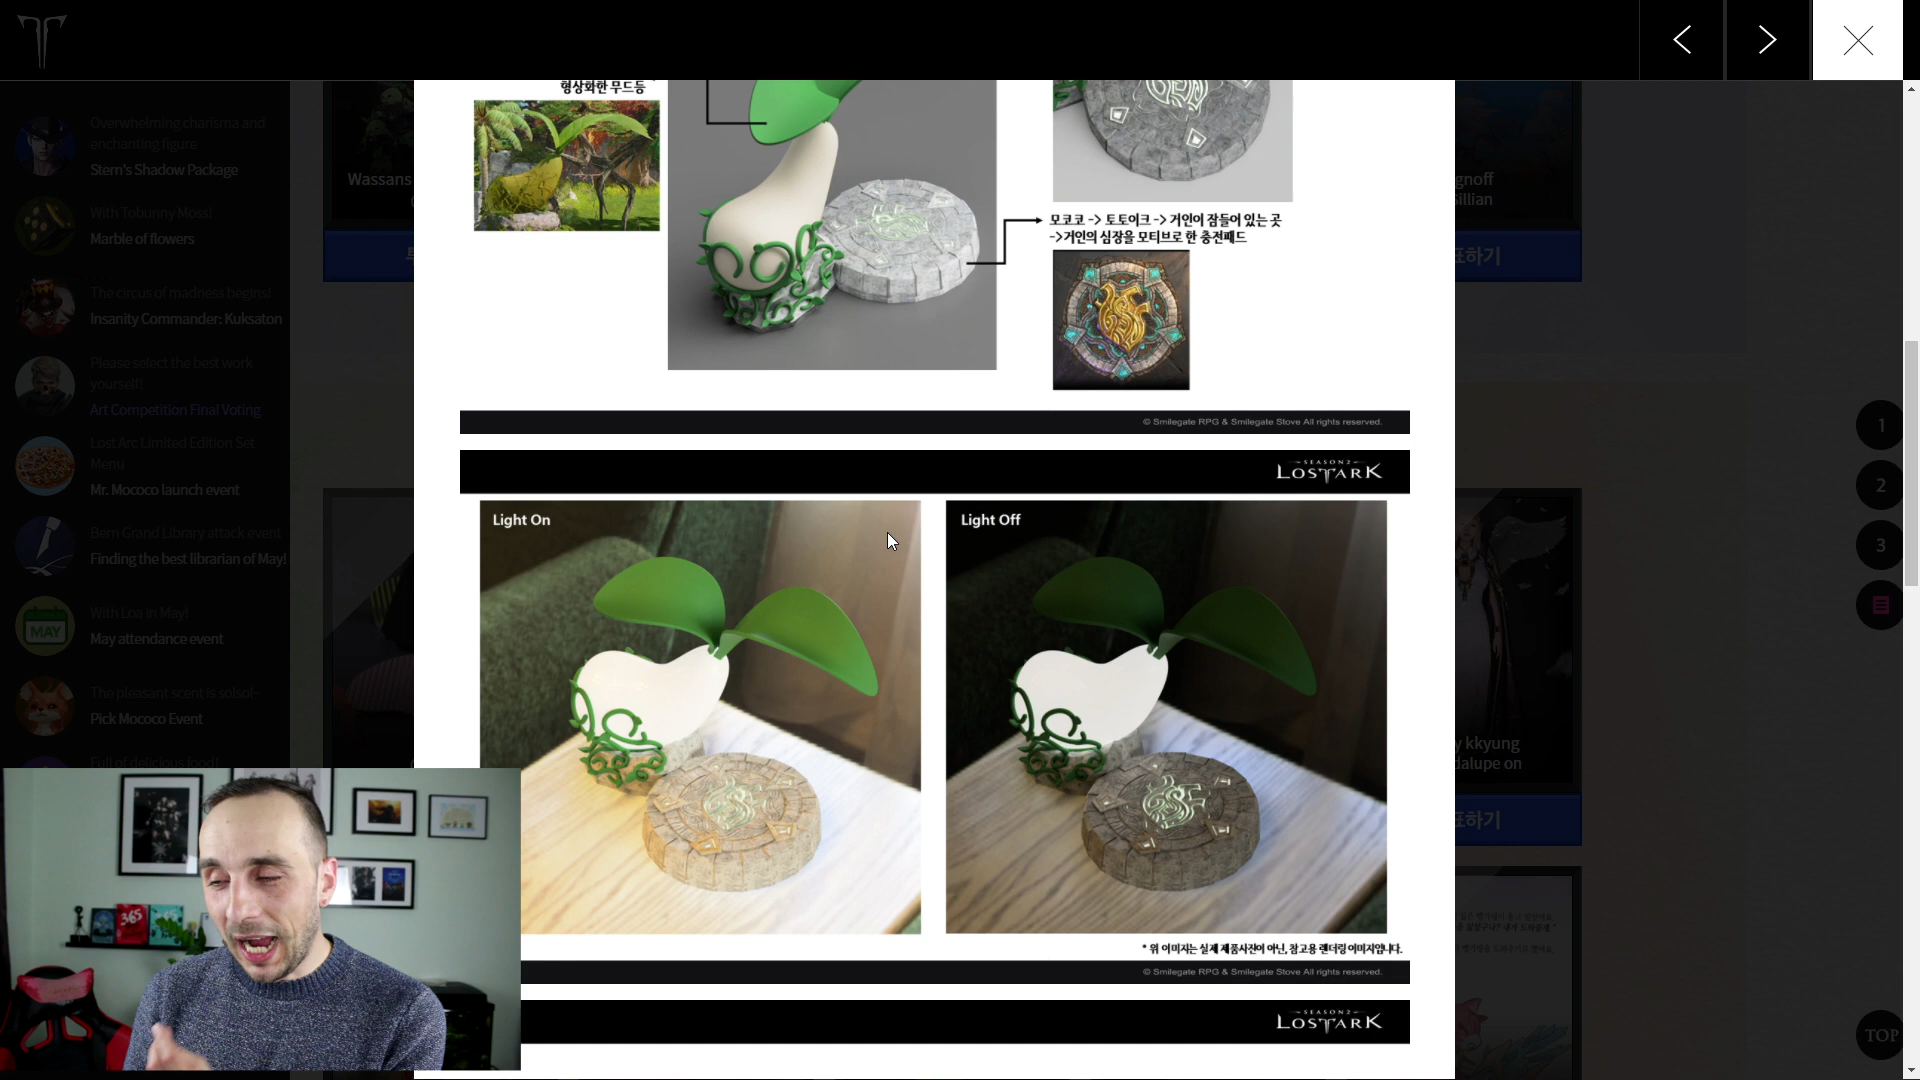 Overwhelming charisma and
enchanting figure
Stern's Shadow Package
With Tobunny Moss!
Marble of flowers
The circus of madness begins!
Insanity Commander: Kuksaton
Please select the best work
yourself!
Art Competition Final Voting
Lost Arc Limited Edition Set
Menu
Mr. Mococo launch event
Bern Grand Library attack event
Finding the best librarian of May!
MAY
With Loa in May!
May attendance event
The pleasant scent is solsol~
Pick Mococo Event
Full of delicious food!
Wassans
형상화한 무드등
모코코 -> 토토이크 -> 거인이 잠들어 있는 곳
->거인의 심장을 모티브로 한 충전패드
© Smilegate RPG & Smilegate Stove All rights reserved.
SEASON2
LOSTARK
Light On
Light Off
* 위 이미지는 실제 제품사진이 아닌, 참고용 렌더링 이미지입니다.
© Smilegate RPG & Smilegate Stove All rights reserved.
SEASON2
LOSTARK
gnoff
illian
표하기
y kkyung
dalupe on
표하기
1
2
3
TOP
365